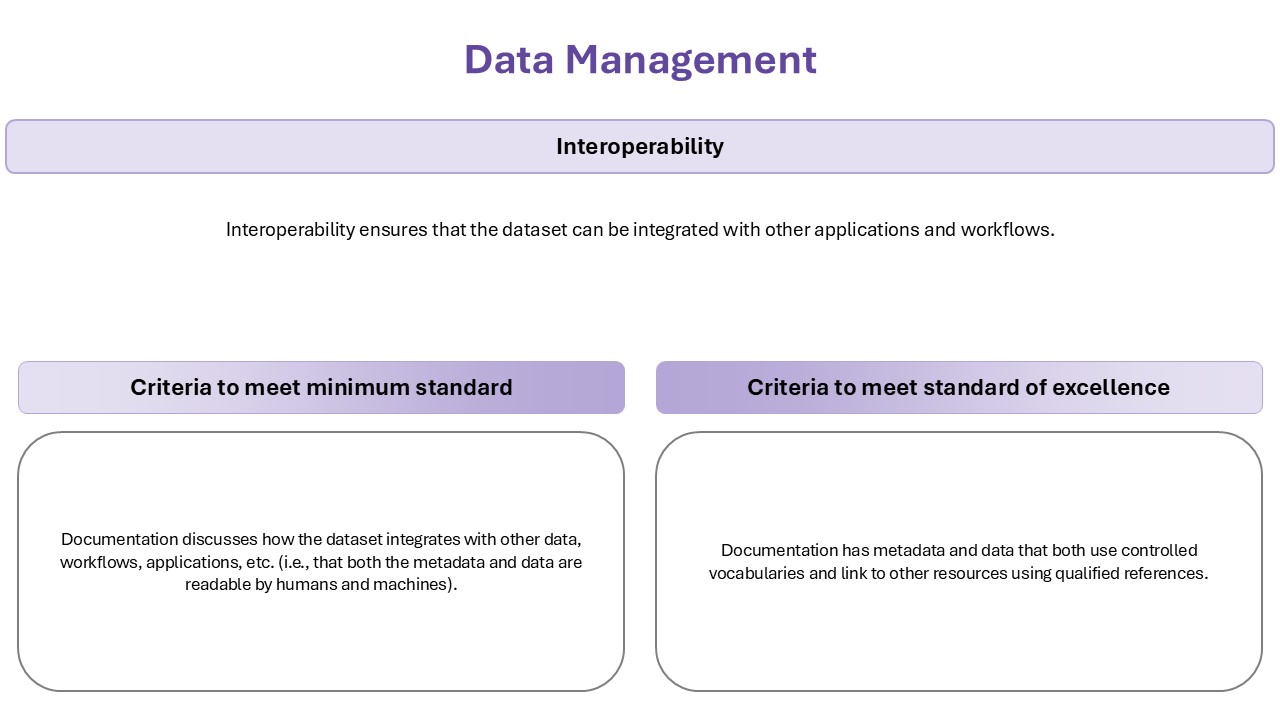 Data Management
Interoperability
Interoperability ensures that the dataset can be integrated with other applications and workflows.
Criteria to meet minimum standard
Documentation discusses how the dataset integrates with other data,
workflows, applications, etc. (i.e., that both the metadata and data are
readable by humans and machines).
Criteria to meet standard of excellence
Documentation has metadata and data that both use controlled
vocabularies and link to other resources using qualified references.